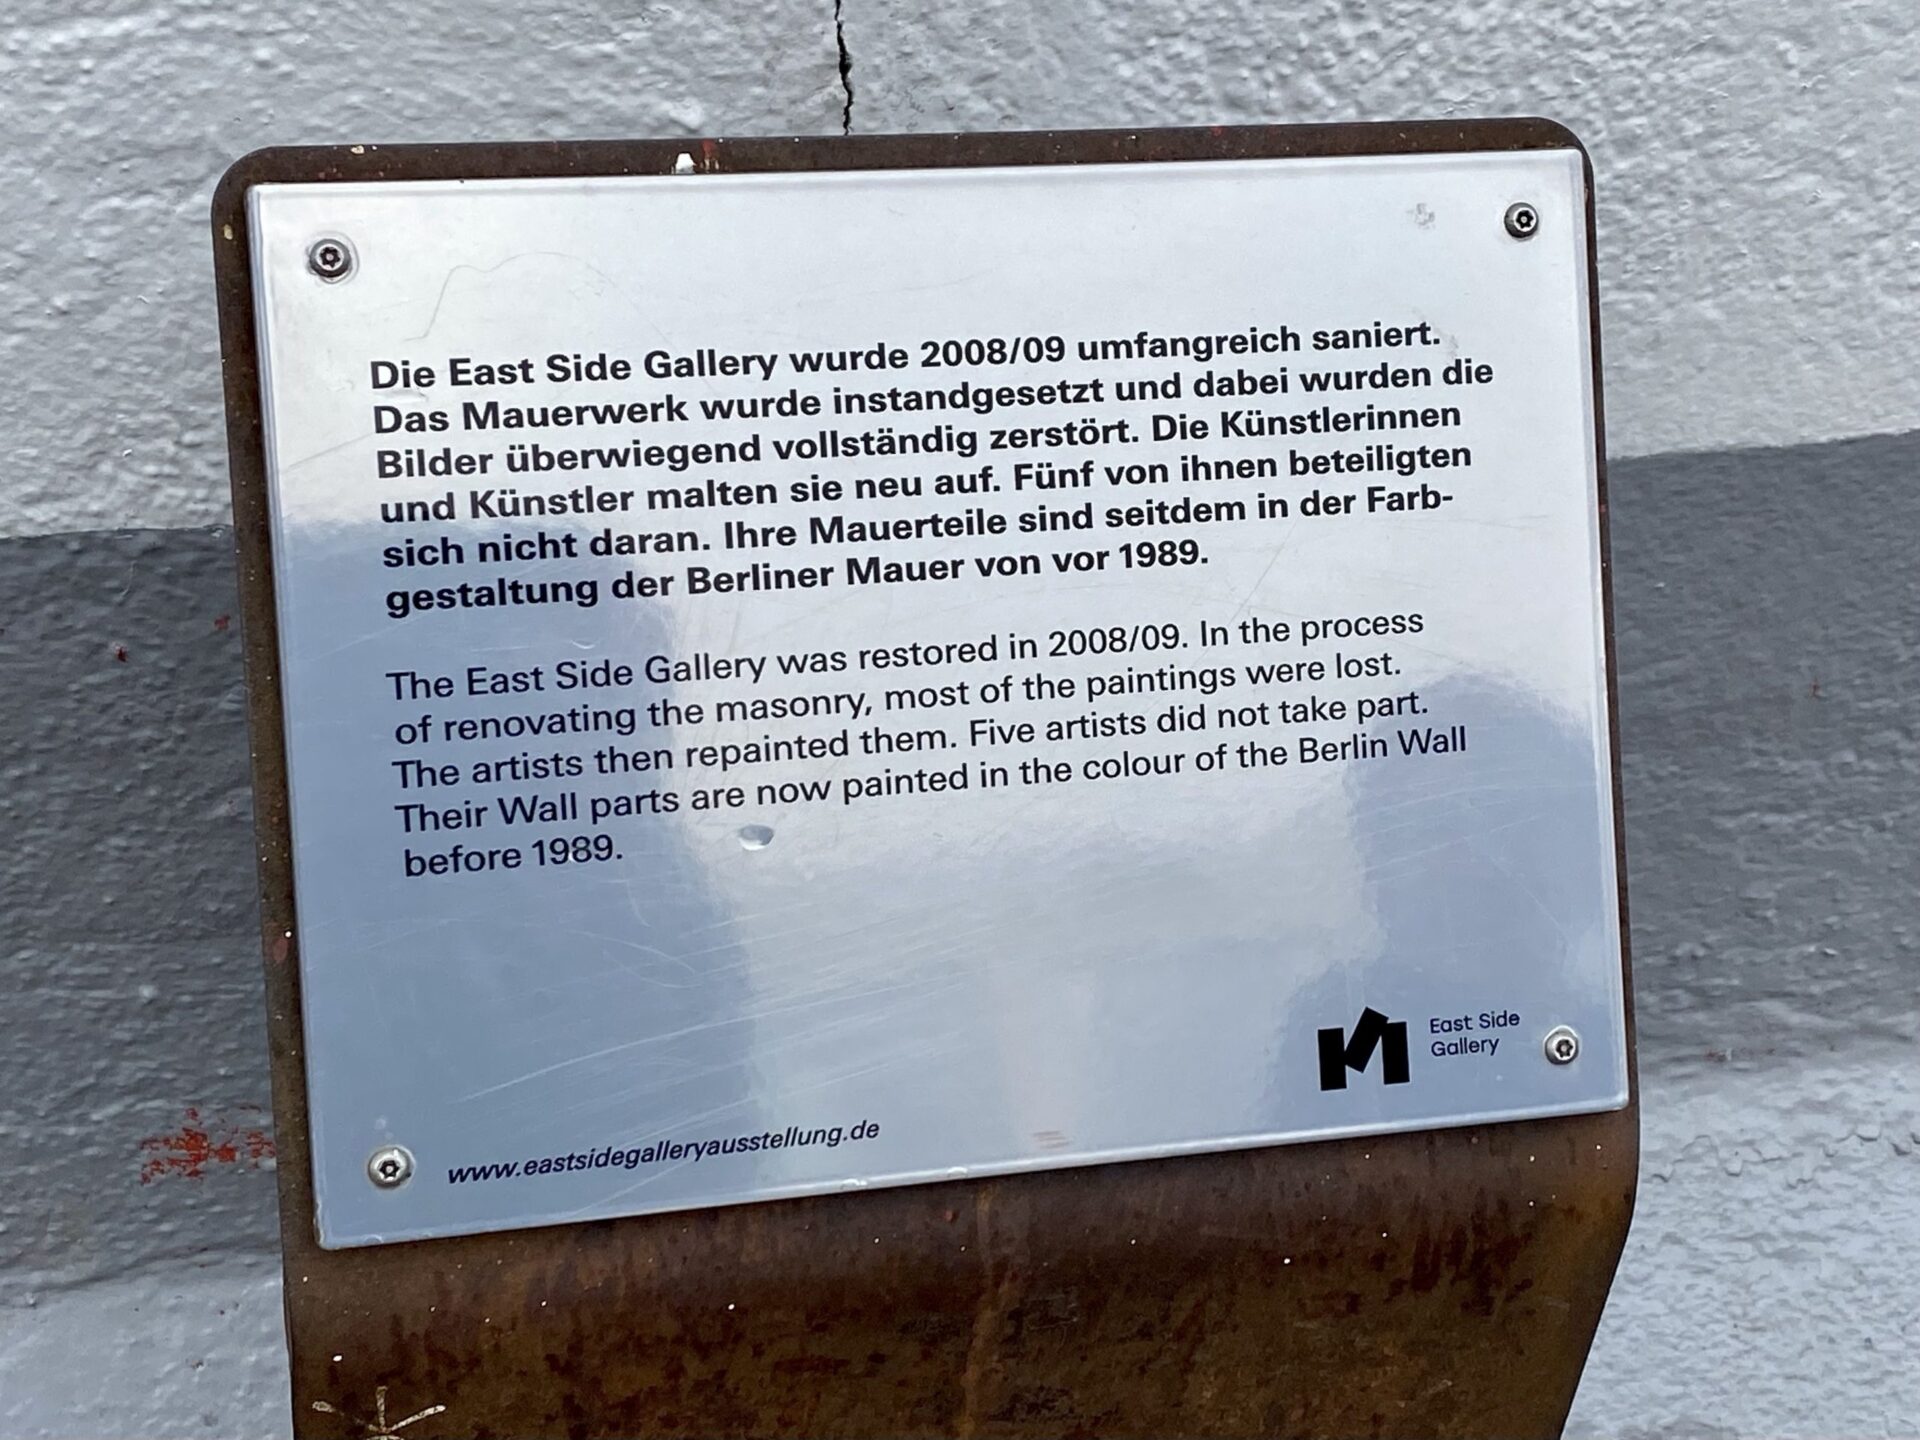 Die East Side Gallery wurde 2008/09 umfangreich saniert.
Das Mauerwerk wurde instandgesetzt und dabei wurden die
Bilder überwiegend vollständig zerstört. Die Künstlerinnen
und Künstler malten sie neu auf. Fünf von ihnen beteiligten
sich nicht daran. Ihre Mauerteile sind seitdem in der Farb-
gestaltung der Berliner Mauer von vor 1989.
The East Side Gallery was restored in 2008/09. In the process
of renovating the masonry, most of the paintings were lost.
The artists then repainted them. Five artists did not take part.
Their Wall parts are now painted in the colour of the Berlin Wall
before 1989.
East Side
Gallery
www.eastsidegalleryausstellung.de